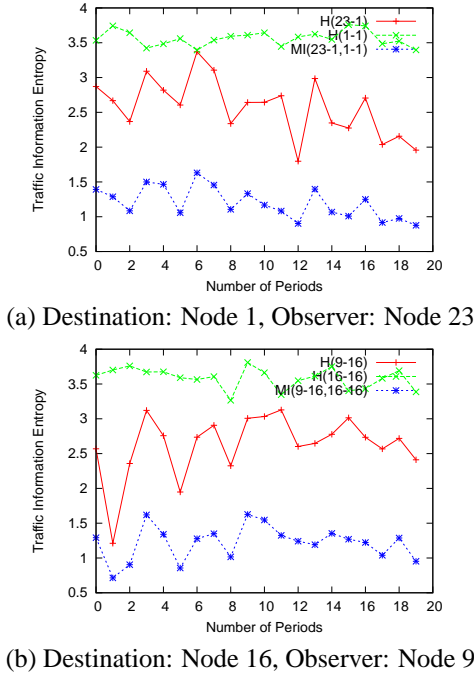 4
3.5
3
2.5
2
1.5
1
0.5
Traffic Information Entropy
H(23-1)
H(1-1)
MI(23-1,1-1)
0 2 4 6 8 10 12 14 16 18 20
Number of Periods
(a) Destination: Node 1, Observer: Node 23
4
3.5
3
2.5
2
1.5
1
0.5
Traffic Information Entropy
H(9-16)
H(16-16)
MI(9-16,16-16)
0 2 4 6 8 10 12 14 16 18 20
Number of Periods
(b) Destination: Node 16, Observer: Node 9